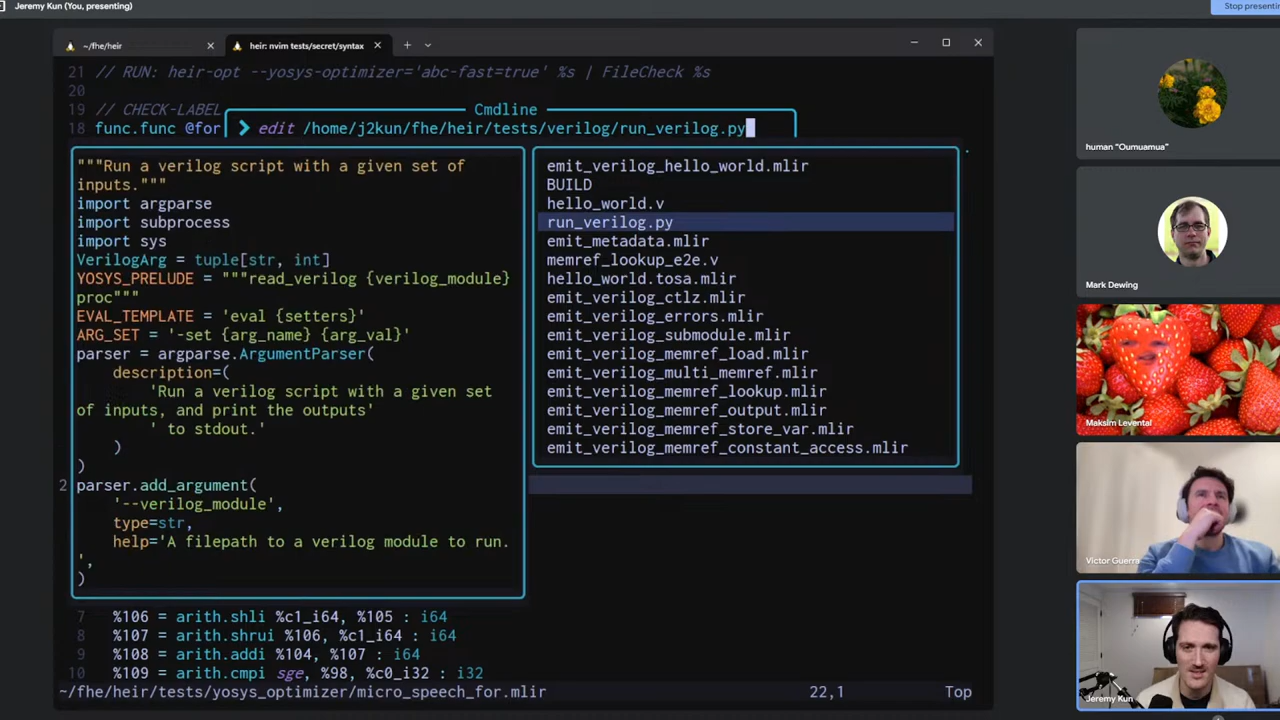 Jeremy Kun (You, presenting)
Stop presenting
~/fhe/heir
heir: nvim tests/secret/syntax
21 // RUN: heir-opt --yosys-optimizer='abc-fast=true' %s | FileCheck %s
20
19 // CHECK-LABEL
Cmdline
18 func.func @for
edit /home/j2kun/fhe/heir/tests/verilog/run_verilog.py
"""Run a verilog script with a given set of
inputs."""
import argparse
import subprocess
import sys
VerilogArg = tuple[str, int]
YOSYS_PRELUDE = """read_verilog {verilog_module}
proc"""
EVAL_TEMPLATE = 'eval {setters}'
ARG_SET = '-set {arg_name} {arg_val}'
parser = argparse.ArgumentParser(
description=(
'Run a verilog script with a given set
of inputs, and print the outputs'
' to stdout.'
)
)
2
parser.add_argument(
'--verilog_module',
type=str,
help='A filepath to a verilog module to run.
',
)
emit_verilog_hello_world.mlir
BUILD
hello_world.v
run_verilog.py
emit_metadata.mlir
memref_lookup_e2e.v
hello_world.tosa.mlir
emit_verilog_ctlz.mlir
emit_verilog_errors.mlir
emit_verilog_submodule.mlir
emit_verilog_memref_load.mlir
emit_verilog_multi_memref.mlir
emit_verilog_memref_lookup.mlir
emit_verilog_memref_output.mlir
emit_verilog_memref_store_var.mlir
emit_verilog_memref_constant_access.mlir
7 %106 = arith.shli %c1_i64, %105 : i64
8 %107 = arith.shrui %106, %c1_i64 : i64
9 %108 = arith.addi %104, %107 : i64
10 %109 = arith.cmpi sge, %98, %c0_i32 : i32
~/fhe/heir/tests/yosys_optimizer/micro_speech_for.mlir 22,1 Top
human "Oumuamua"
Mark Dewing
Maksim Levental
Victor Guerra
Jeremy Kun